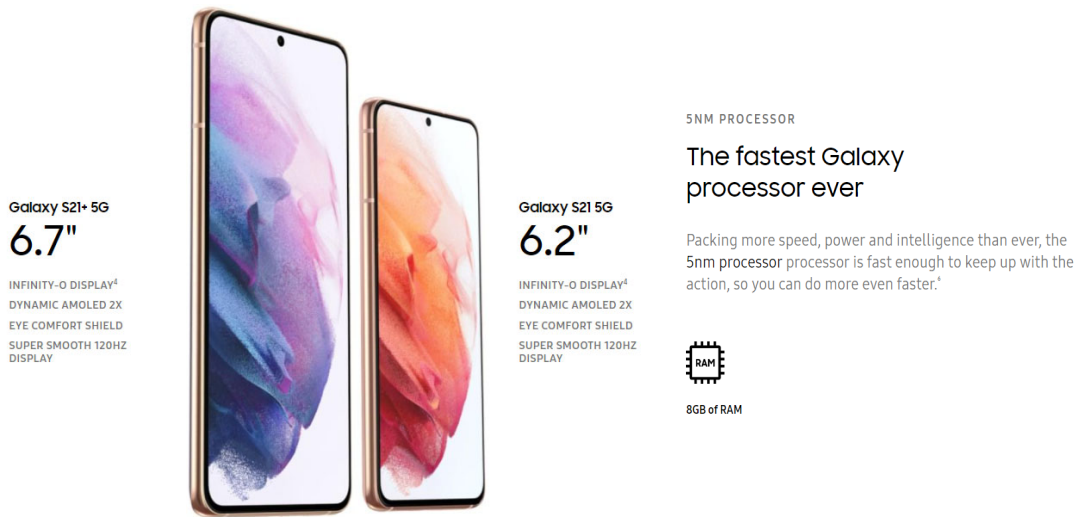 Galaxy S21+ 5G
6.7"
INFINITY-O DISPLAY⁴
DYNAMIC AMOLED 2X
EYE COMFORT SHIELD
SUPER SMOOTH 120HZ
DISPLAY
Galaxy S21 5G
6.2"
INFINITY-O DISPLAY⁴
DYNAMIC AMOLED 2X
EYE COMFORT SHIELD
SUPER SMOOTH 120HZ
DISPLAY
5NM PROCESSOR
The fastest Galaxy
processor ever
Packing more speed, power and intelligence than ever, the
5nm processor processor is fast enough to keep up with the
action, so you can do more even faster.⁶
RAM
8GB of RAM